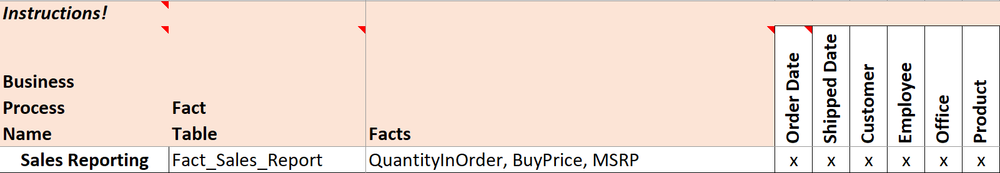 Instructions!
Business
Process
Name
Fact
Table
Facts
Order Date
Shipped Date
Customer
Employee
Office
Product
Sales Reporting Fact_Sales_Report QuantityInOrder, BuyPrice, MSRP x x x x x x